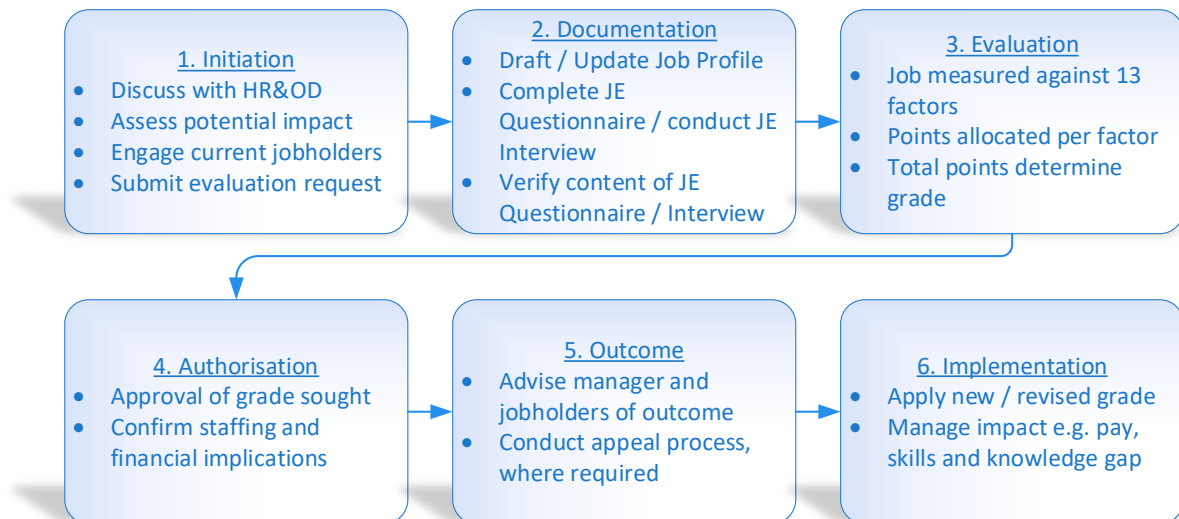 1. Initiation
• Discuss with HR&OD
• Assess potential impact
• Engage current jobholders
• Submit evaluation request
2. Documentation
• Draft / Update Job Profile
• Complete JE
Questionnaire / conduct JE
Interview
• Verify content of JE
Questionnaire / Interview
3. Evaluation
• Job measured against 13
factors
• Points allocated per factor
• Total points determine
grade
4. Authorisation
• Approval of grade sought
• Confirm staffing and
financial implications
5. Outcome
• Advise manager and
jobholders of outcome
• Conduct appeal process,
where required
6. Implementation
• Apply new / revised grade
• Manage impact e.g. pay,
skills and knowledge gap